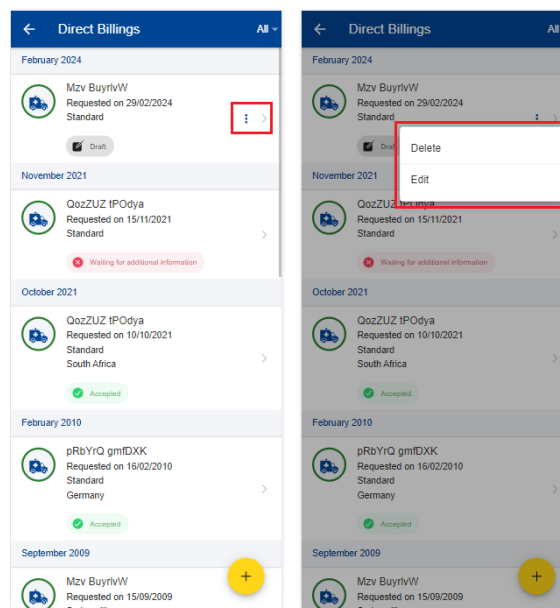 Direct Billings
All
February 2024
Mzv BuyrIvW
Requested on 29/02/2024
Standard
Draft
November 2021
QozZUZ tPOdya
Requested on 15/11/2021
Standard
Waiting for additional information
October 2021
QozZUZ tPOdya
Requested on 10/10/2021
Standard
South Africa
Accepted
February 2010
pRbYrQ gmfDXK
Requested on 16/02/2010
Standard
Germany
Accepted
September 2009
Mzv BuyrIvW
Requested on 15/09/2009
+
Direct Billings
All
February 2024
Mzv BuyrIvW
Requested on 29/02/2024
Standard
Delete
Edit
November 2021
QozZUZ tPOdya
Requested on 15/11/2021
Standard
Waiting for additional information
October 2021
QozZUZ tPOdya
Requested on 10/10/2021
Standard
South Africa
Accepted
February 2010
pRbYrQ gmfDXK
Requested on 16/02/2010
Standard
Germany
Accepted
September 2009
Mzv BuyrIvW
Requested on 15/09/2009
+